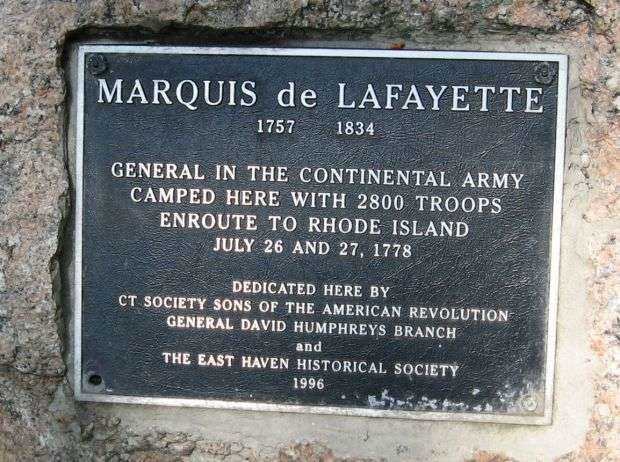 MARQUIS de LAFAYETTE
1757 1834
GENERAL IN THE CONTINENTAL ARMY
CAMPED HERE WITH 2800 TROOPS
ENROUTE TO RHODE ISLAND
JULY 26 AND 27, 1778
DEDICATED HERE BY
CT SOCIETY SONS OF THE AMERICAN REVOLUTION
GENERAL DAVID HUMPHREYS BRANCH
and
THE EAST HAVEN HISTORICAL SOCIETY
1996